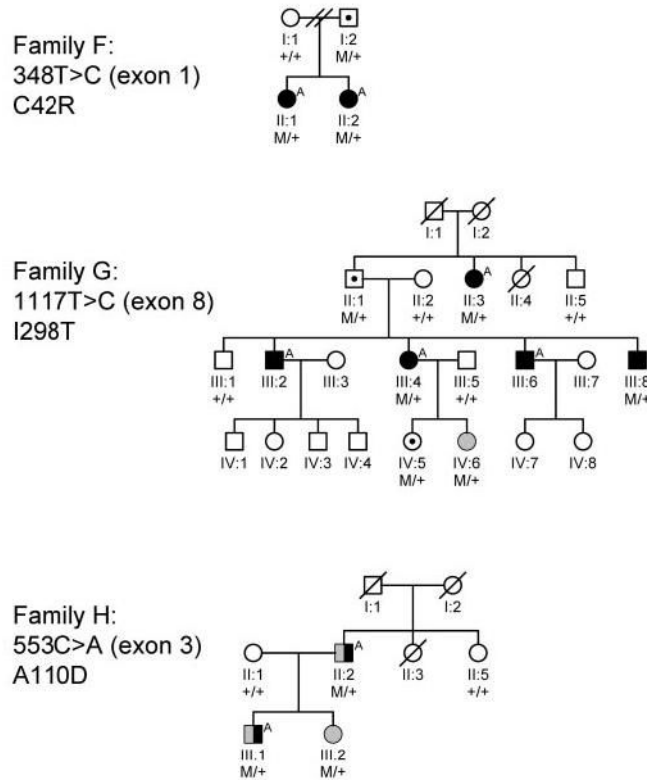 Family F:
348T>C (exon 1)
C42R
I:1 I:2
+/+ M/+
A A
II:1 II:2
M/+ M/+
Family G:
1117T>C (exon 8)
I298T
I:1 I:2
A
II:1 II:2 II:3 II:4 II:5
M/+ +/+ M/+ +/+
A A A
III:1 III:2 III:3 III:4 III:5 III:6 III:7 III:8
+/+ M/+ +/+ M/+
IV:1 IV:2 IV:3 IV:4 IV:5 IV:6 IV:7 IV:8
M/+ M/+
Family H:
553C>A (exon 3)
A110D
I:1 I:2
A
II:1 II:2 II:3 II:5
+/+ M/+ +/+
A
III.1 III.2
M/+ M/+